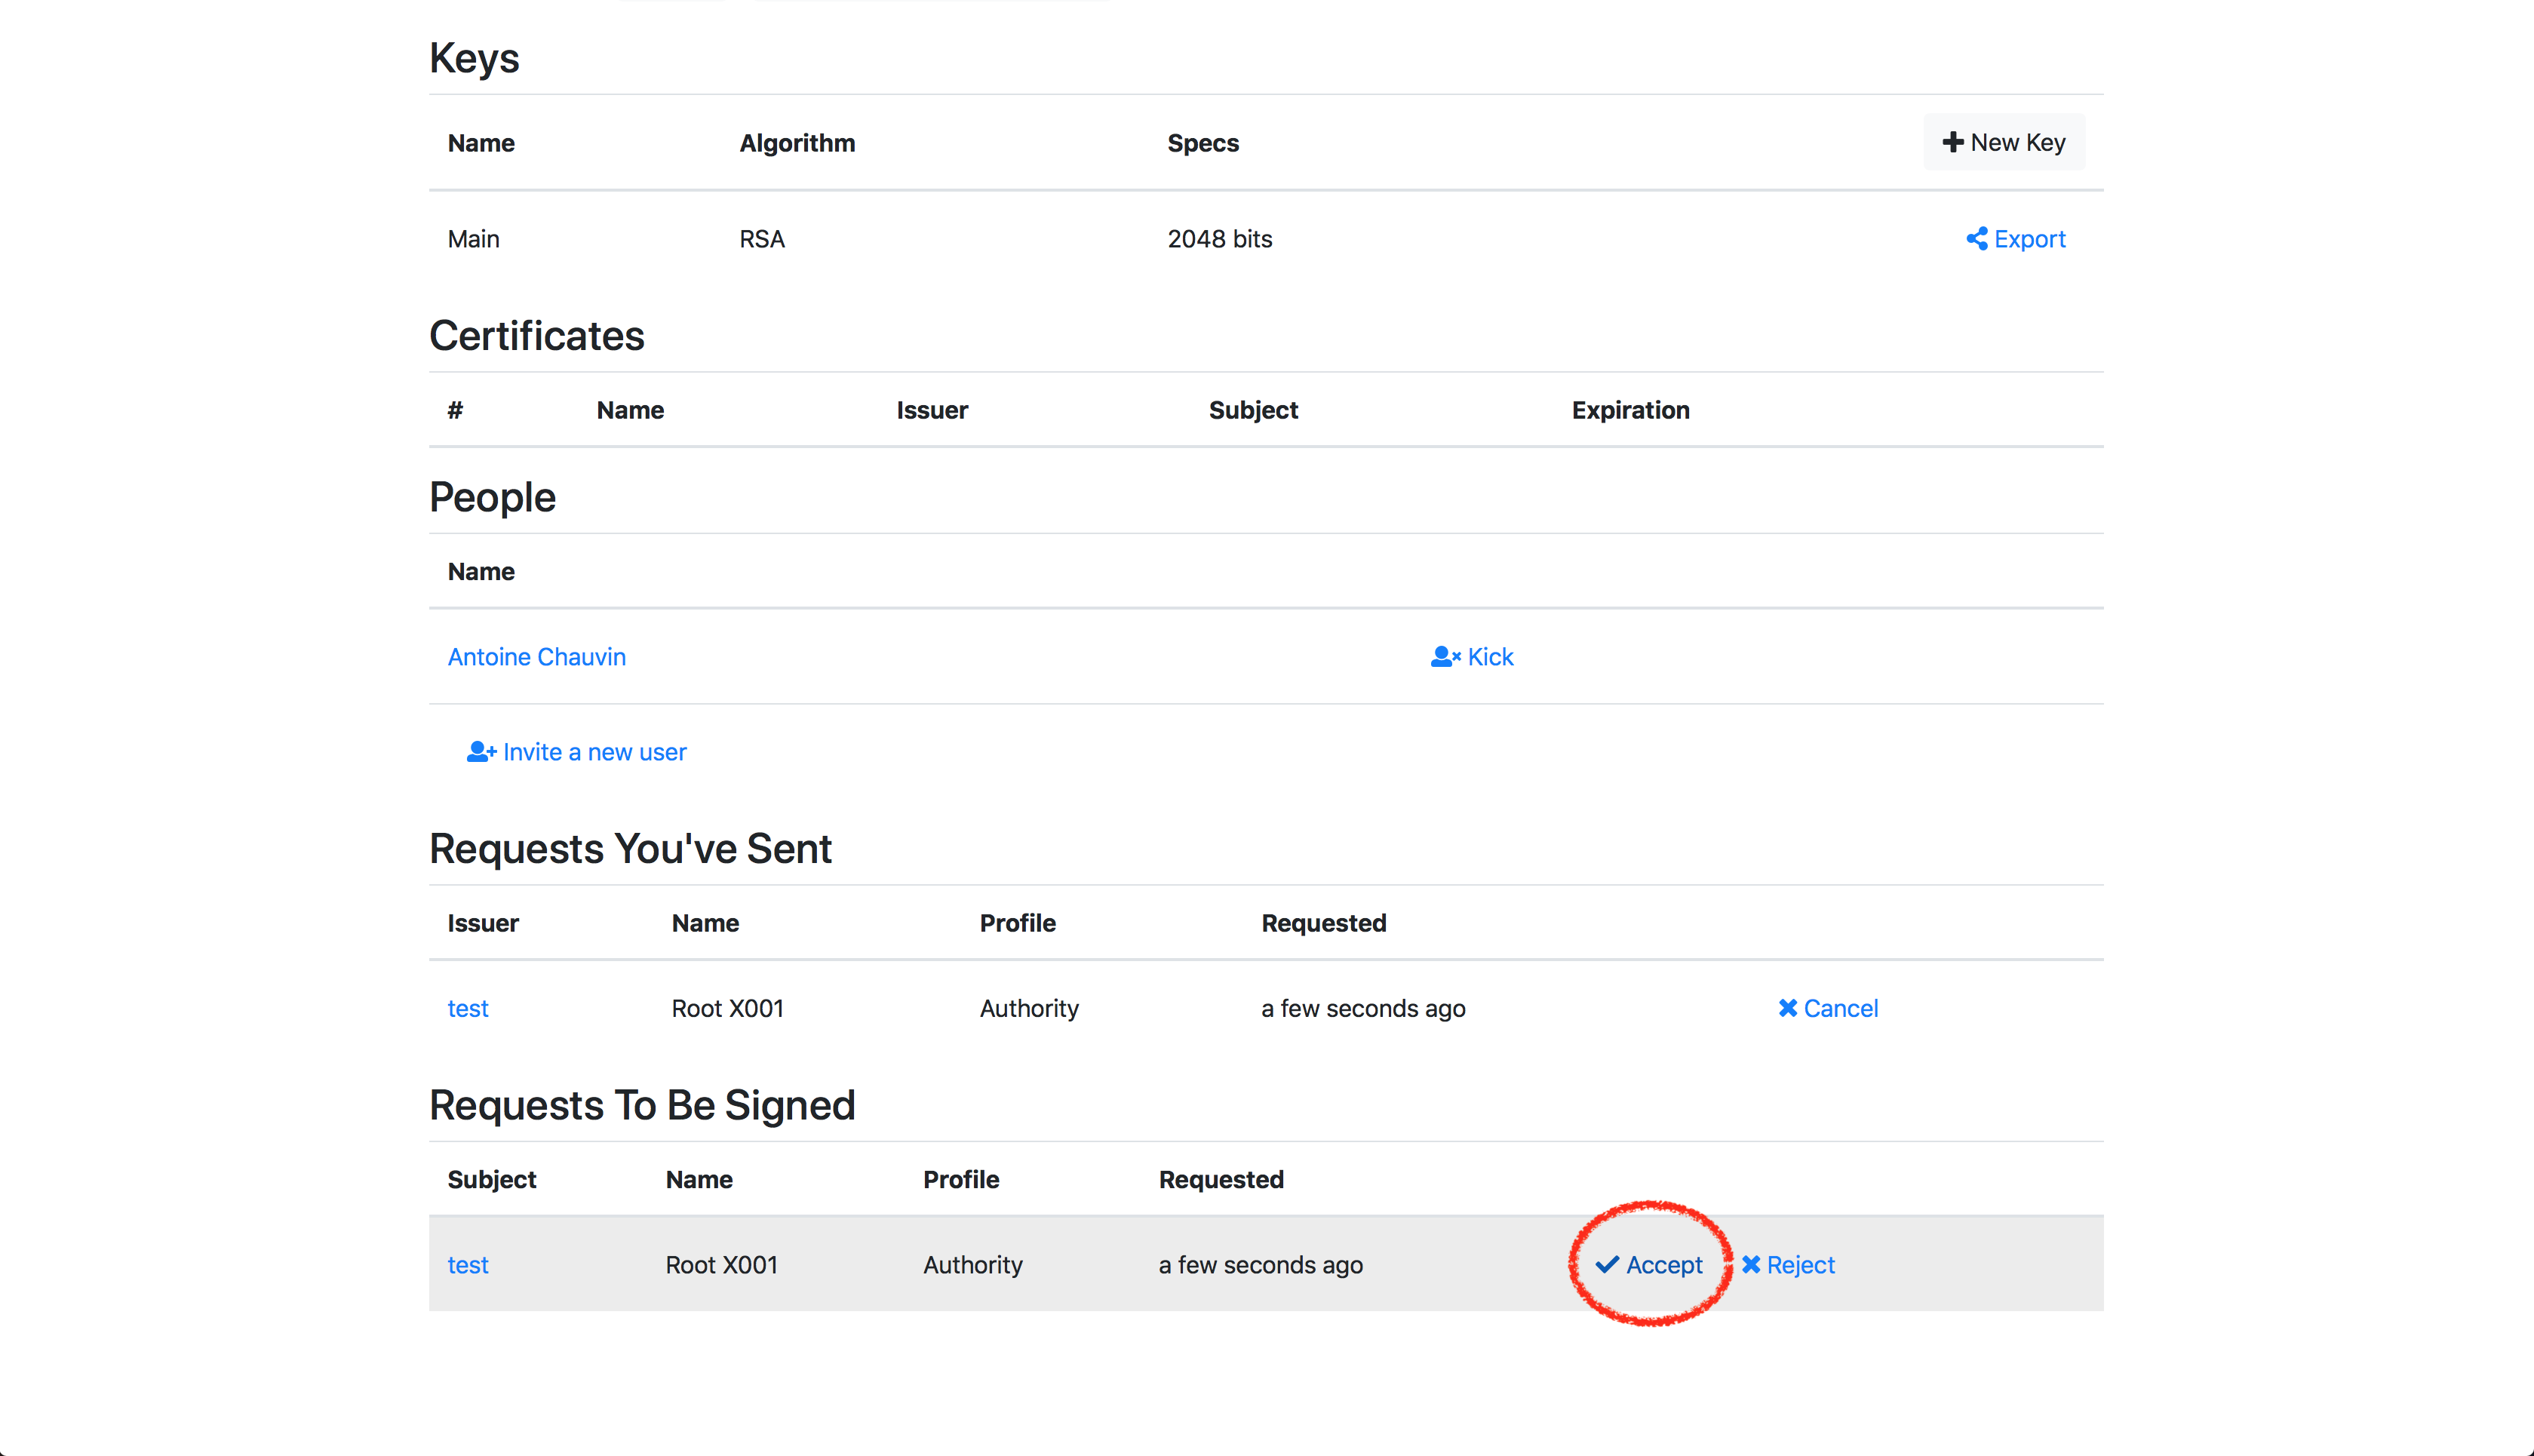 Keys
Name Algorithm Specs New Key
Main RSA 2048 bits Export
Certificates
# Name Issuer Subject Expiration
People
Name
Antoine Chauvin Kick
Invite a new user
Requests You've Sent
Issuer Name Profile Requested
test Root X001 Authority a few seconds ago Cancel
Requests To Be Signed
Subject Name Profile Requested
test Root X001 Authority a few seconds ago Accept Reject